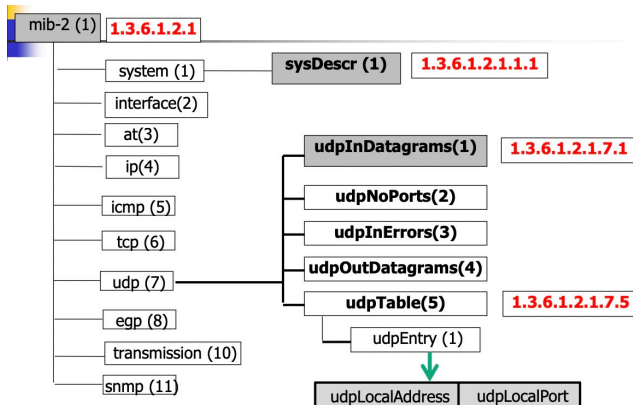 mib-2 (1) 1.3.6.1.2.1
system (1) sysDescr (1) 1.3.6.1.2.1.1.1
interface(2)
at(3)
udpInDatagrams(1) 1.3.6.1.2.1.7.1
ip(4)
udpNoPorts(2)
icmp (5)
udpInErrors(3)
tcp (6)
udpOutDatagrams(4)
udp (7)
udpTable(5) 1.3.6.1.2.1.7.5
egp (8)
udpEntry (1)
transmission (10)
snmp (11)
udpLocalAddress udpLocalPort